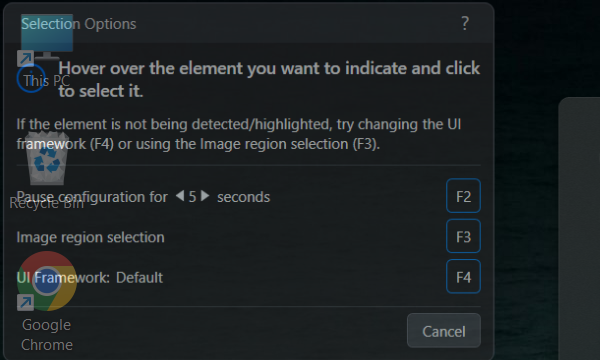 Selection Options ?
This PC
Hover over the element you want to indicate and click
to select it.
If the element is not being detected/highlighted, try changing the UI
framework (F4) or using the Image region selection (F3).
Pause configuration for 5 seconds F2
Recycle Bin
Image region selection F3
UI Framework: Default F4
Google
Chrome
Cancel